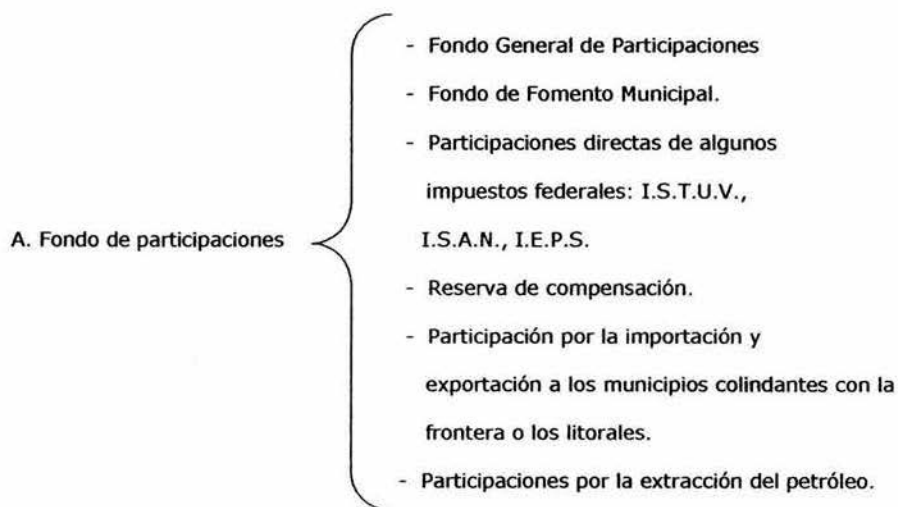 - Fondo General de Participaciones
- Fondo de Fomento Municipal.
- Participaciones directas de algunos
impuestos federales: I.S.T.U.V.,
A. Fondo de participaciones
I.S.A.N., I.E.P.S.
- Reserva de compensación.
- Participación por la importación y
exportación a los municipios colindantes con la
frontera o los litorales.
- Participaciones por la extracción del petróleo.